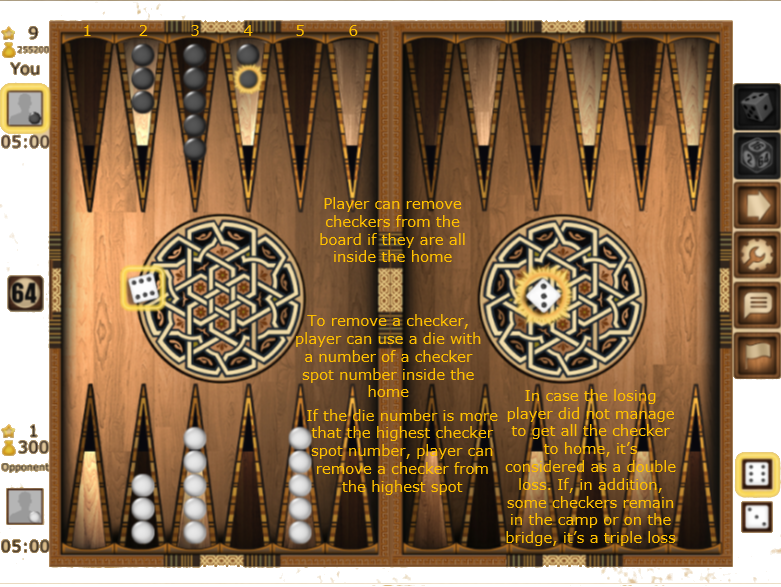 1 2 3 4 5 6
9
255200
You
05:00
Player can remove
checkers from the
board if they are all
inside the home
64
To remove a checker,
player can use a die with
a number of a checker
spot number inside the
home
If the die number is more
that the highest checker
spot number, player can
remove a checker from
the highest spot
In case the losing
player did not manage
to get all the checker
to home, it's
considered as a double
loss. If, in addition,
some checkers remain
in the camp or on the
bridge, it's a triple loss
1
300
Opponent
05:00